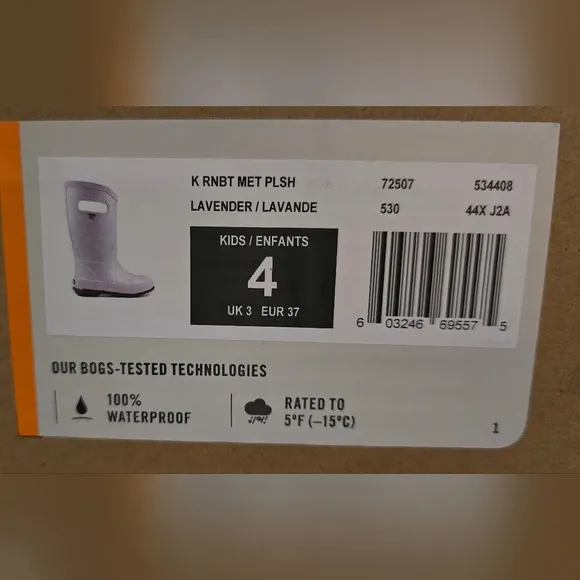 K RNBT MET PLSH 72507 534408
LAVENDER / LAVANDE 530 44X J2A
KIDS / ENFANTS
4
UK 3 EUR 37
6 03246 69557 5
OUR BOGS-TESTED TECHNOLOGIES
100%
WATERPROOF
RATED TO
5°F (–15°C)
1